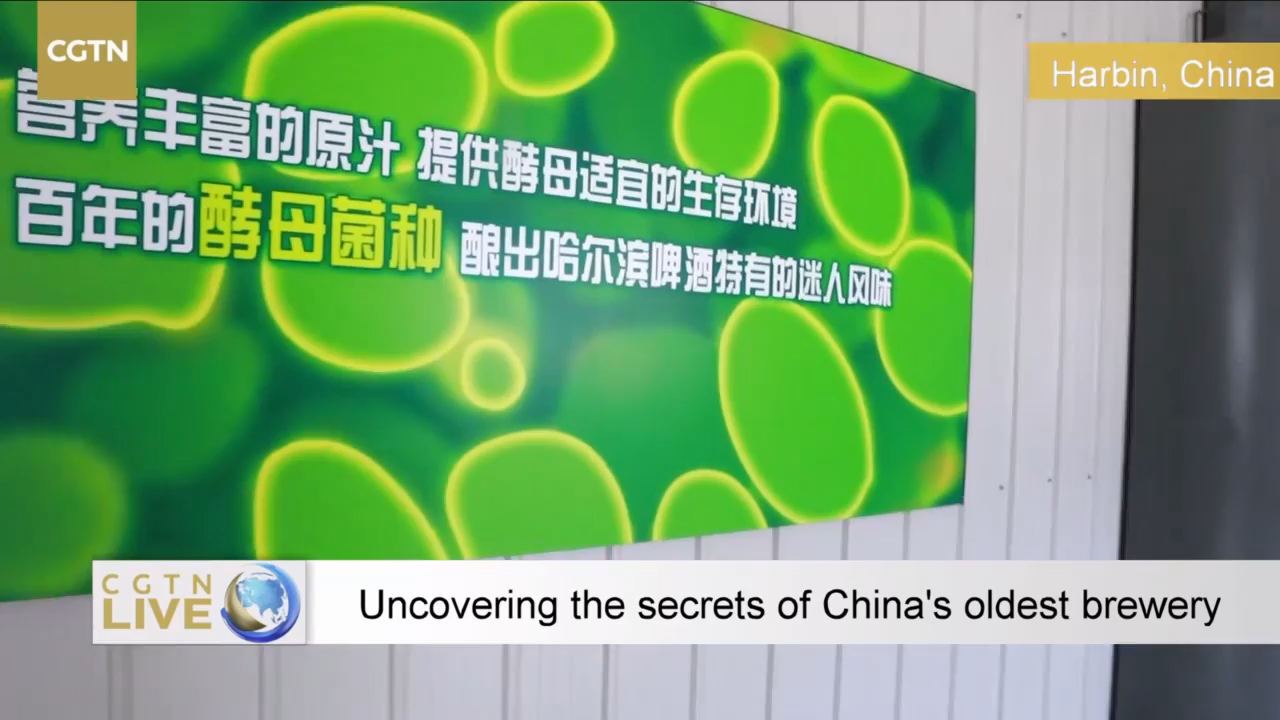 CGTN
Harbin, China
营养丰富的原汁 提供酵母适宜的生存环境
百年的酵母菌种 酿出哈尔滨啤酒特有的迷人风味
CGTN
LIVE
Uncovering the secrets of China's oldest brewery